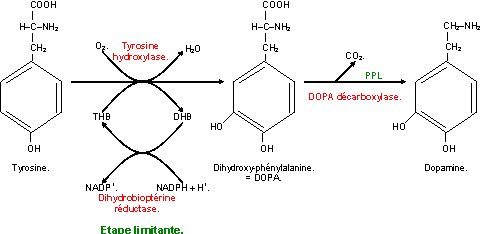 COOH
H-C-NH₂
CH₂
OH
Tyrosine.
O₂.
Tyrosine
hydroxylase.
H₂O
THB
DHB
NADP⁺.
NADPH + H⁺.
Dihydrobioptérine
réductase.
Etape limitante.
COOH
H-C-NH₂
CH₂
HO
OH
Dihydroxy-phénylalanine.
= DOPA.
CO₂.
PPL
DOPA décarboxylase.
CH₂-NH₂
CH₂
HO
OH
Dopamine.